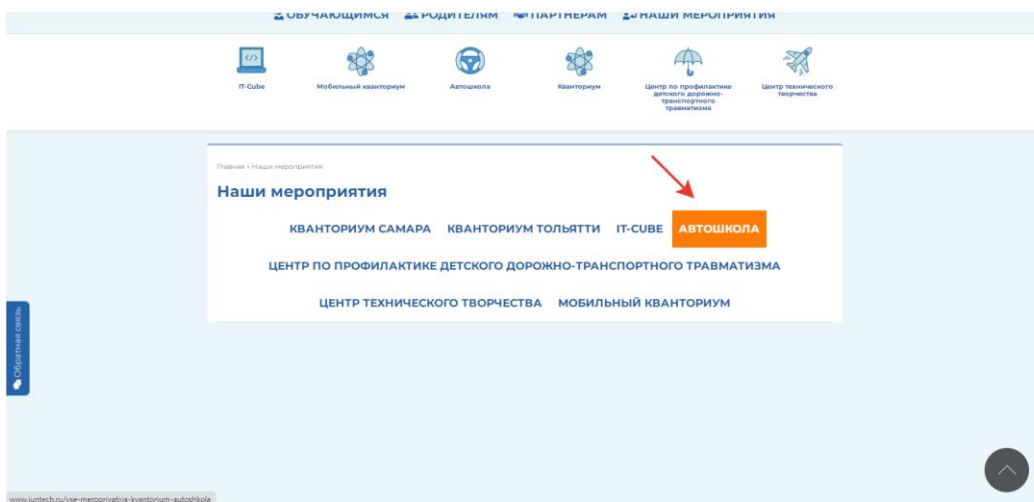 ОБУЧАЮЩИМСЯ РОДИТЕЛЯМ ПАРТНЕРАМ НАШИ МЕРОПРИЯТИЯ
IT-Cube
Мобильный кванториум
Автошкола
Кванториум
Центр по профилактике
детского дорожно-
транспортного
травматизма
Центр технического
творчества
Главная » Наши мероприятия
Наши мероприятия
КВАНТОРИУМ САМАРА КВАНТОРИУМ ТОЛЬЯТТИ IT-CUBE АВТОШКОЛА
ЦЕНТР ПО ПРОФИЛАКТИКЕ ДЕТСКОГО ДОРОЖНО-ТРАНСПОРТНОГО ТРАВМАТИЗМА
ЦЕНТР ТЕХНИЧЕСКОГО ТВОРЧЕСТВА МОБИЛЬНЫЙ КВАНТОРИУМ
Обратная связь
www.juntech.ru/vse-meropriyatiya-kvantorium-autoshkola